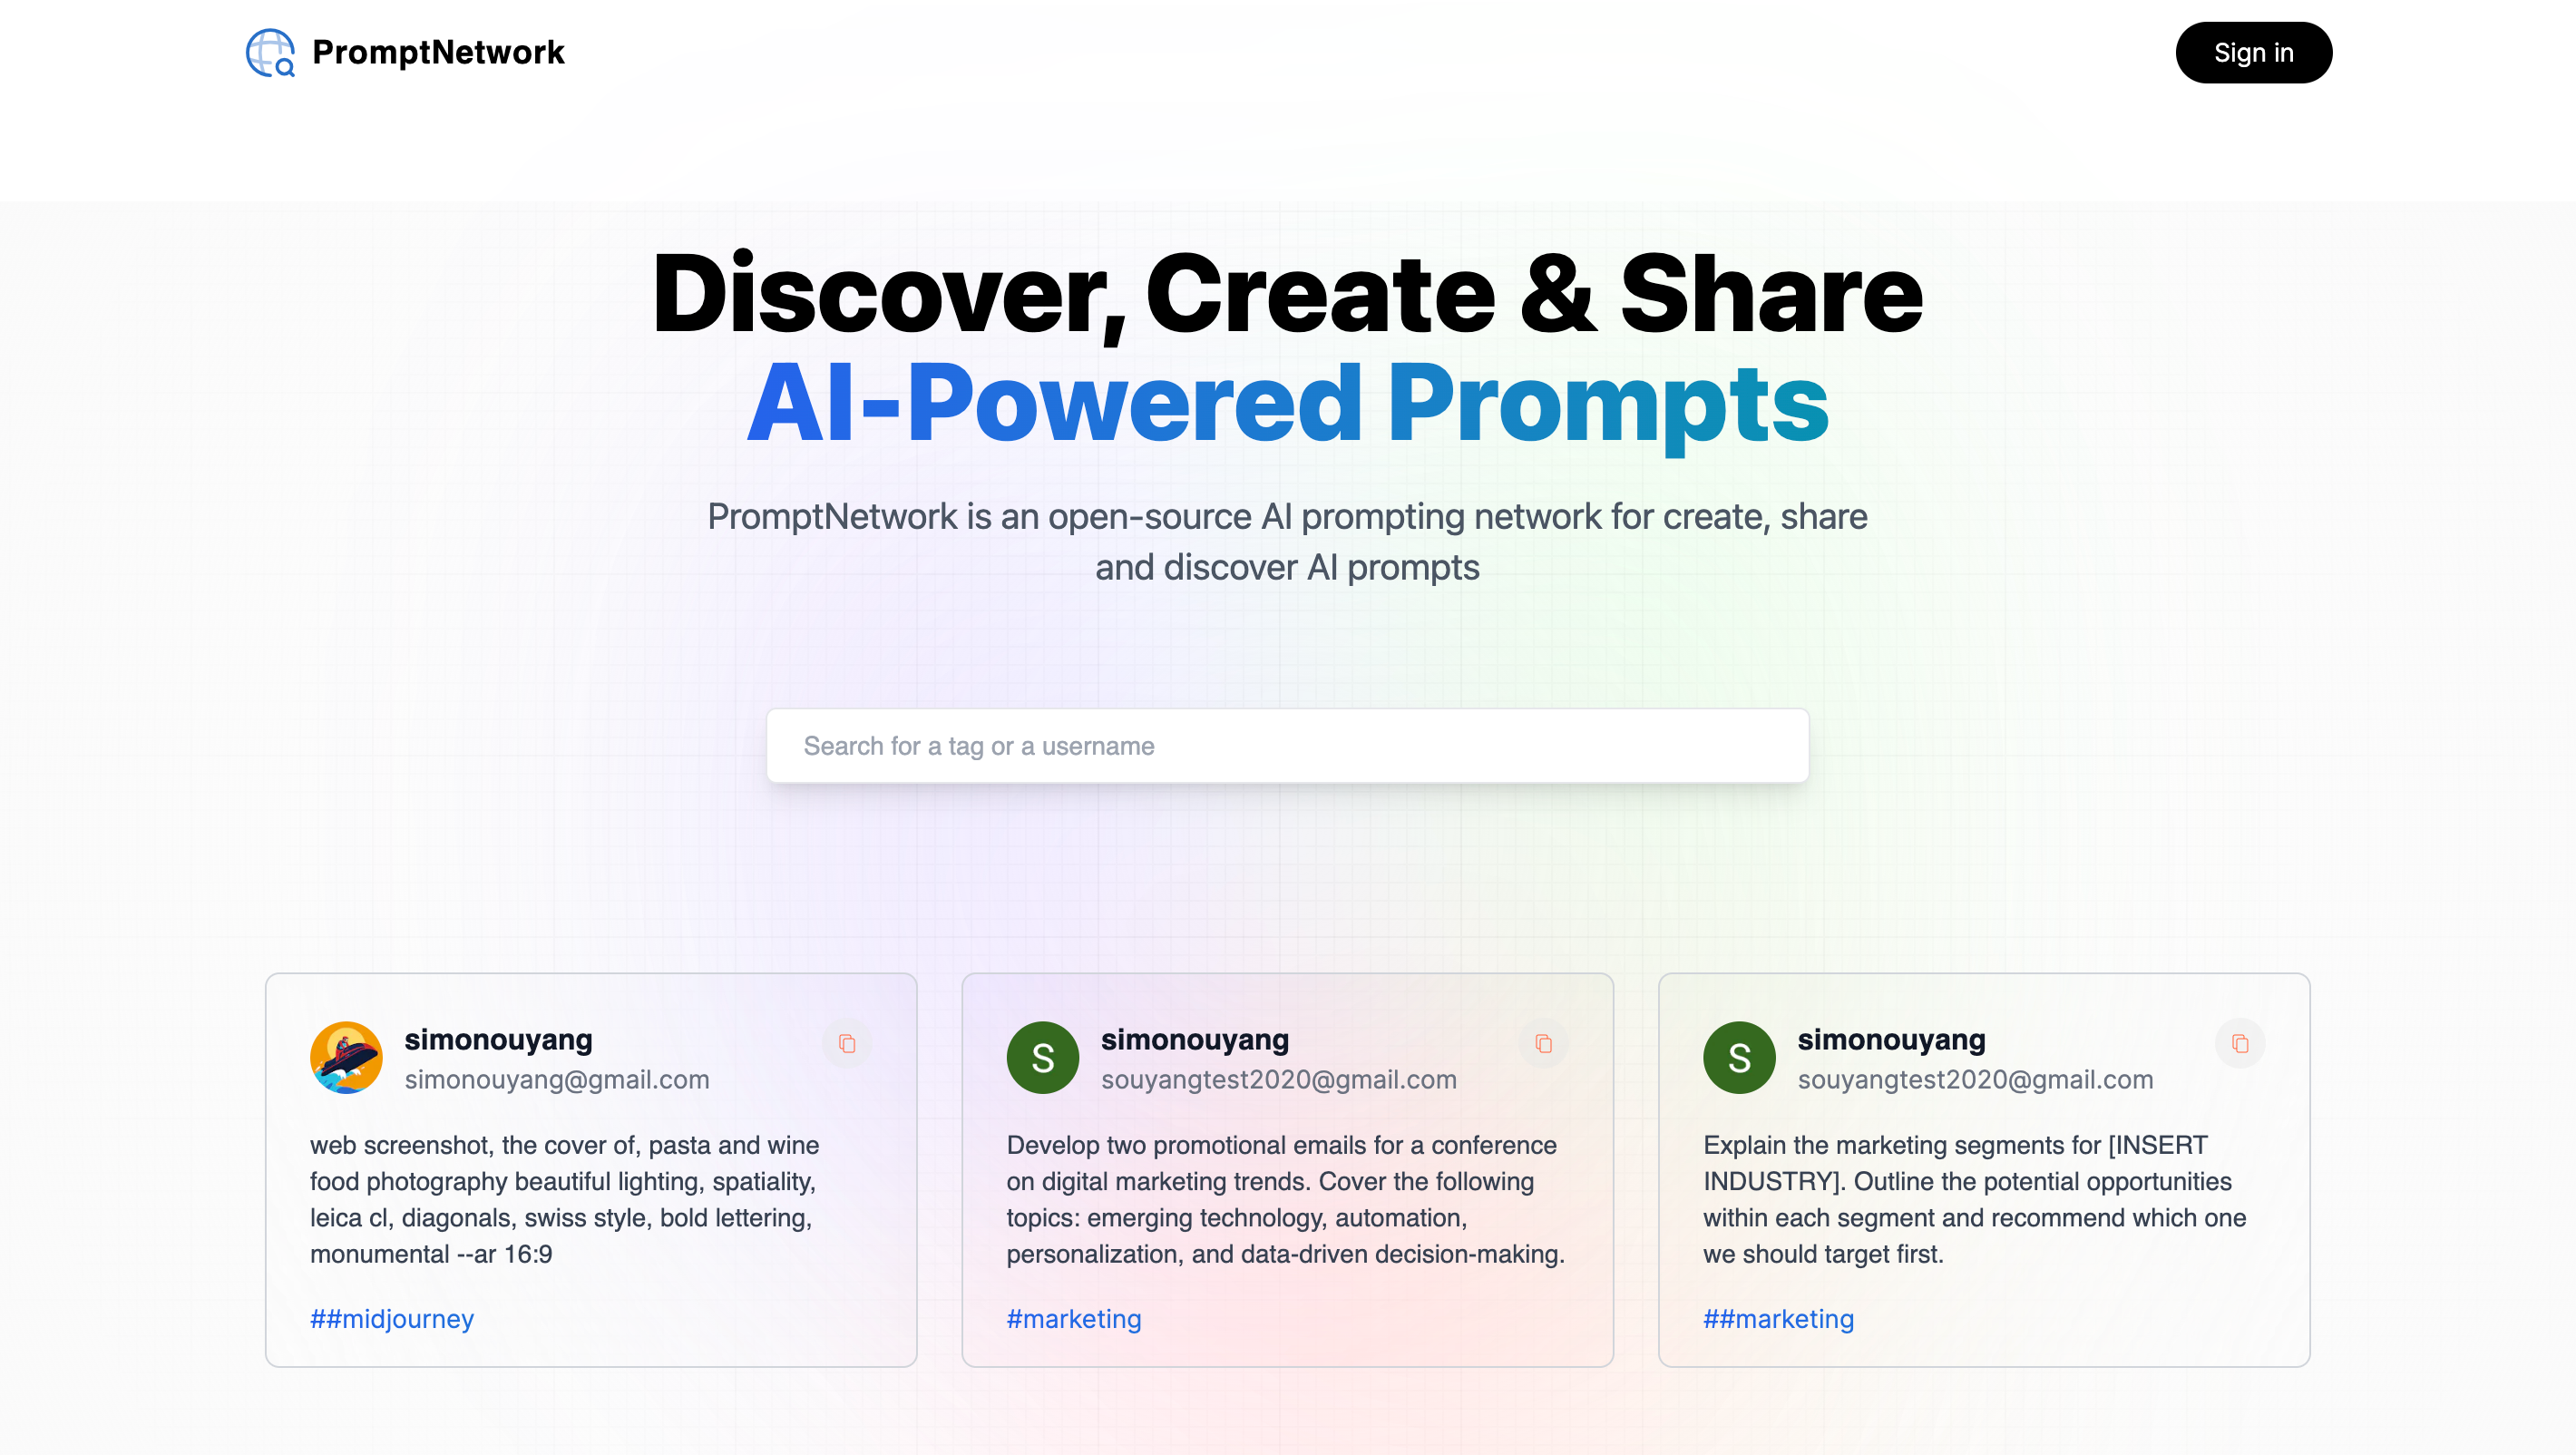 PromptNetwork
Sign in
Discover, Create & Share
AI-Powered Prompts
PromptNetwork is an open-source AI prompting network for create, share
and discover AI prompts
Search for a tag or a username
simonouyang
simonouyang@gmail.com
web screenshot, the cover of, pasta and wine
food photography beautiful lighting, spatiality,
leica cl, diagonals, swiss style, bold lettering,
monumental --ar 16:9
##midjourney
S
simonouyang
souyangtest2020@gmail.com
Develop two promotional emails for a conference
on digital marketing trends. Cover the following
topics: emerging technology, automation,
personalization, and data-driven decision-making.
#marketing
S
simonouyang
souyangtest2020@gmail.com
Explain the marketing segments for [INSERT
INDUSTRY]. Outline the potential opportunities
within each segment and recommend which one
we should target first.
##marketing